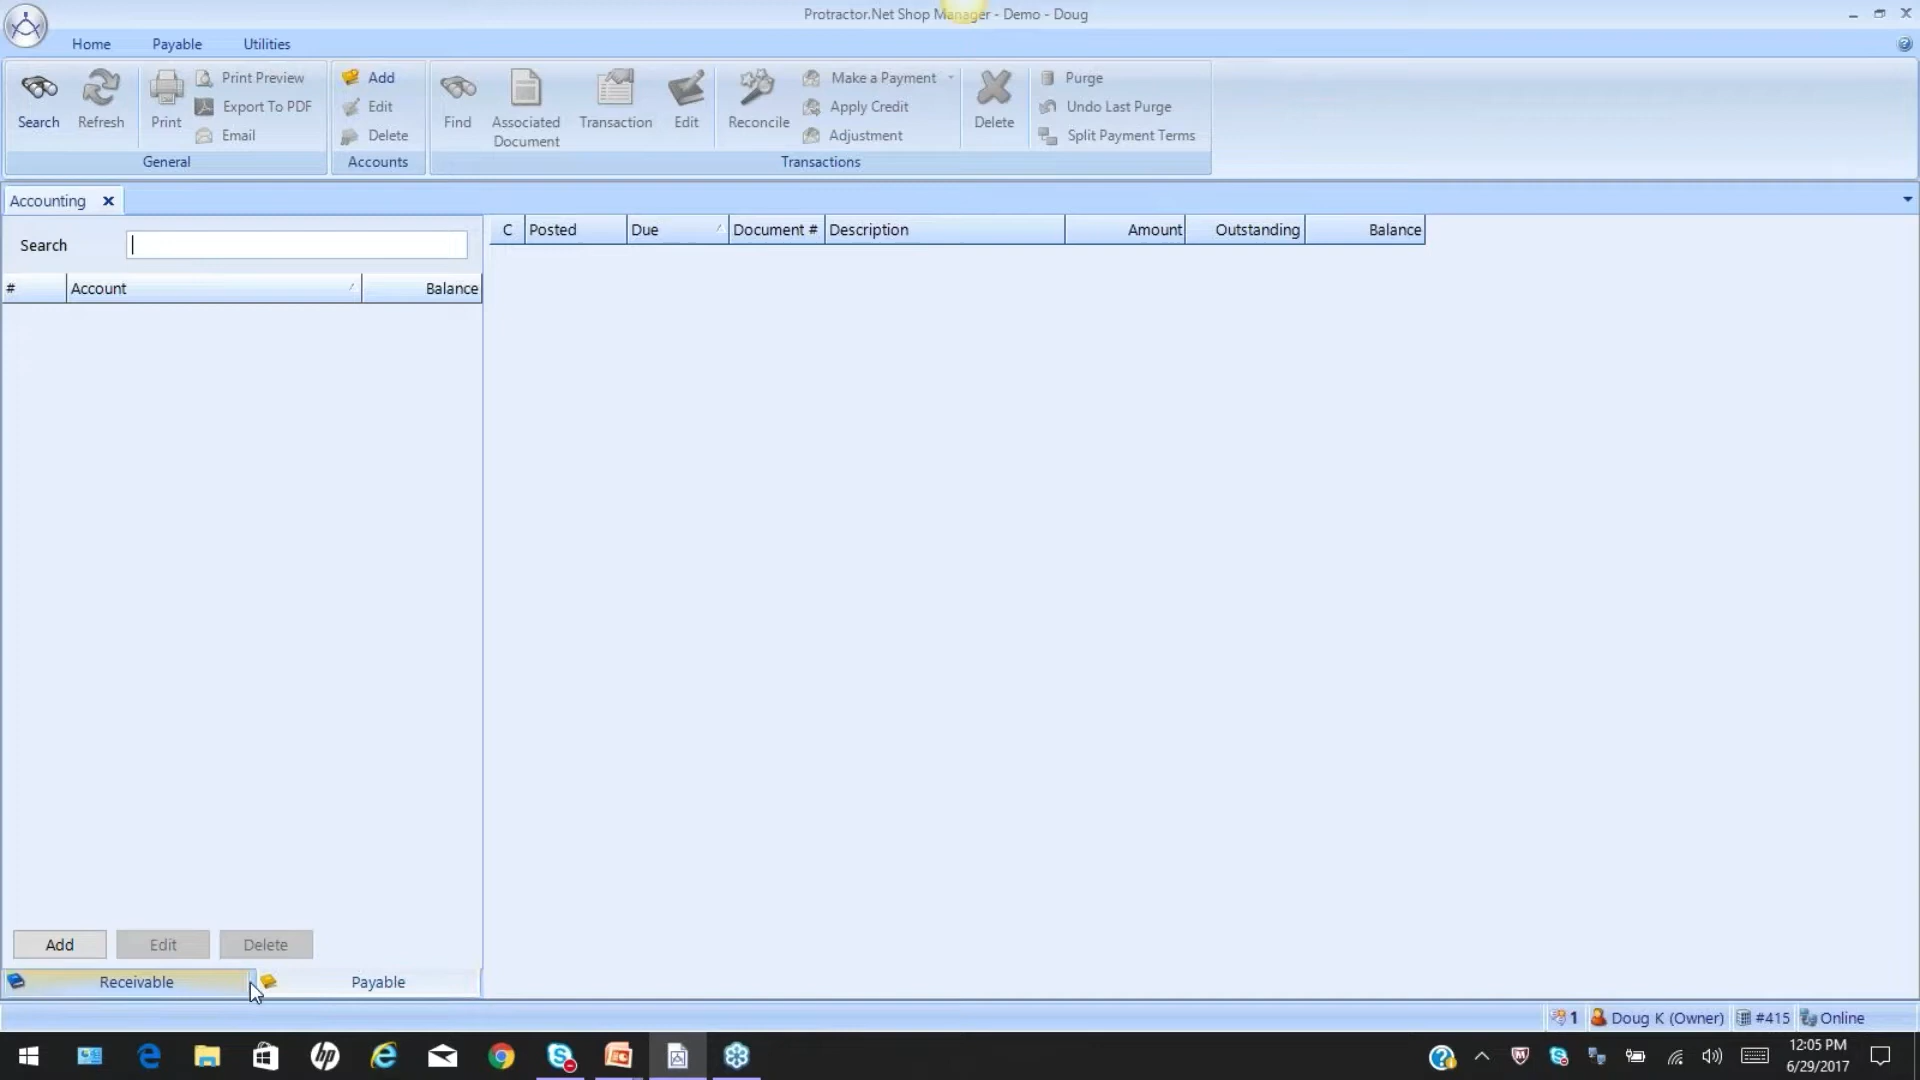 Protractor.Net Shop Manager - Demo - Doug
Home Payable Utilities
Search Refresh Print Print Preview Export To PDF Email
General
Add Edit Delete
Accounts
Find Associated Document Transaction Edit Reconcile Make a Payment Apply Credit Adjustment Delete Purge Undo Last Purge Split Payment Terms
Transactions
Accounting
Search
# Account Balance
C Posted Due Document # Description Amount Outstanding Balance
Add Edit Delete
Receivable Payable
1 Doug K (Owner) #415 Online
12:05 PM
6/29/2017